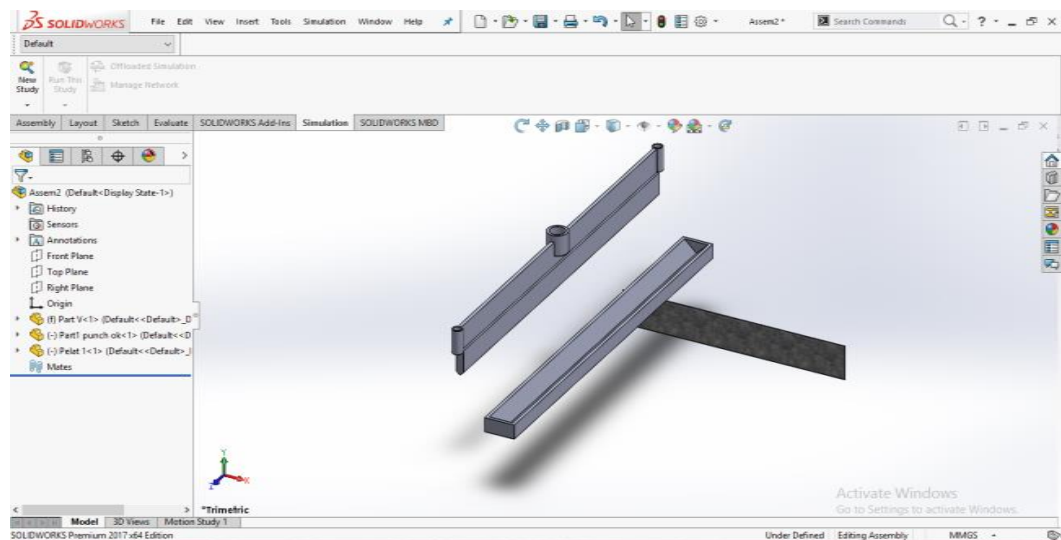 SOLIDWORKS File Edit View Insert Tools Simulation Window Help Assem2 * Search Commands
Default
New Study Run This Study Offloaded Simulation
Manage Network
Assembly Layout Sketch Evaluate SOLIDWORKS Add-Ins Simulation SOLIDWORKS MBD
Assem2 (Default<Display State-1>)
History
Sensors
Annotations
Front Plane
Top Plane
Right Plane
Origin
(f) Part V<1> (Default<<Default>_D
(-) Part1 punch ok<1> (Default<<D
(-) Pelat 1<1> (Default<<Default>_
Mates
Y
X
Z
*Trimetric
Activate Windows
Go to Settings to activate Windows.
Model 3D Views Motion Study 1
SOLIDWORKS Premium 2017 x64 Edition Under Defined Editing Assembly MMGS